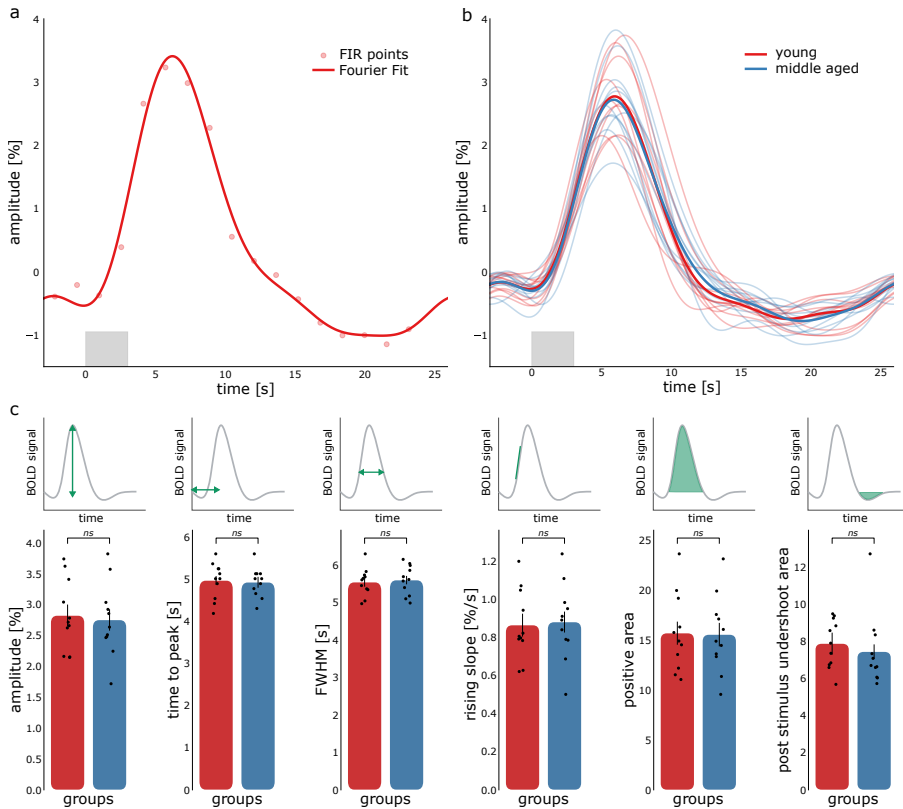 a
amplitude [%]
4
3
2
1
0
−1
FIR points
Fourier Fit
0
5
10
15
20
25
time [s]
b
amplitude [%]
4
3
2
1
0
−1
young
middle aged
0
5
10
15
20
25
time [s]
c
BOLD signal
time
BOLD signal
time
BOLD signal
time
BOLD signal
time
BOLD signal
time
BOLD signal
time
amplitude [%]
4.0
3.5
3.0
2.5
2.0
1.5
1.0
0.5
0.0
ns
groups
time to peak [s]
6
5
4
3
2
1
0
ns
groups
FWHM [s]
6
5
4
3
2
1
0
ns
groups
rising slope [%/s]
1.2
1.0
0.8
0.6
0.4
0.2
0.0
ns
groups
positive area
25
20
15
10
5
0
ns
groups
post stimulus undershoot area
12
10
8
6
4
2
0
ns
groups